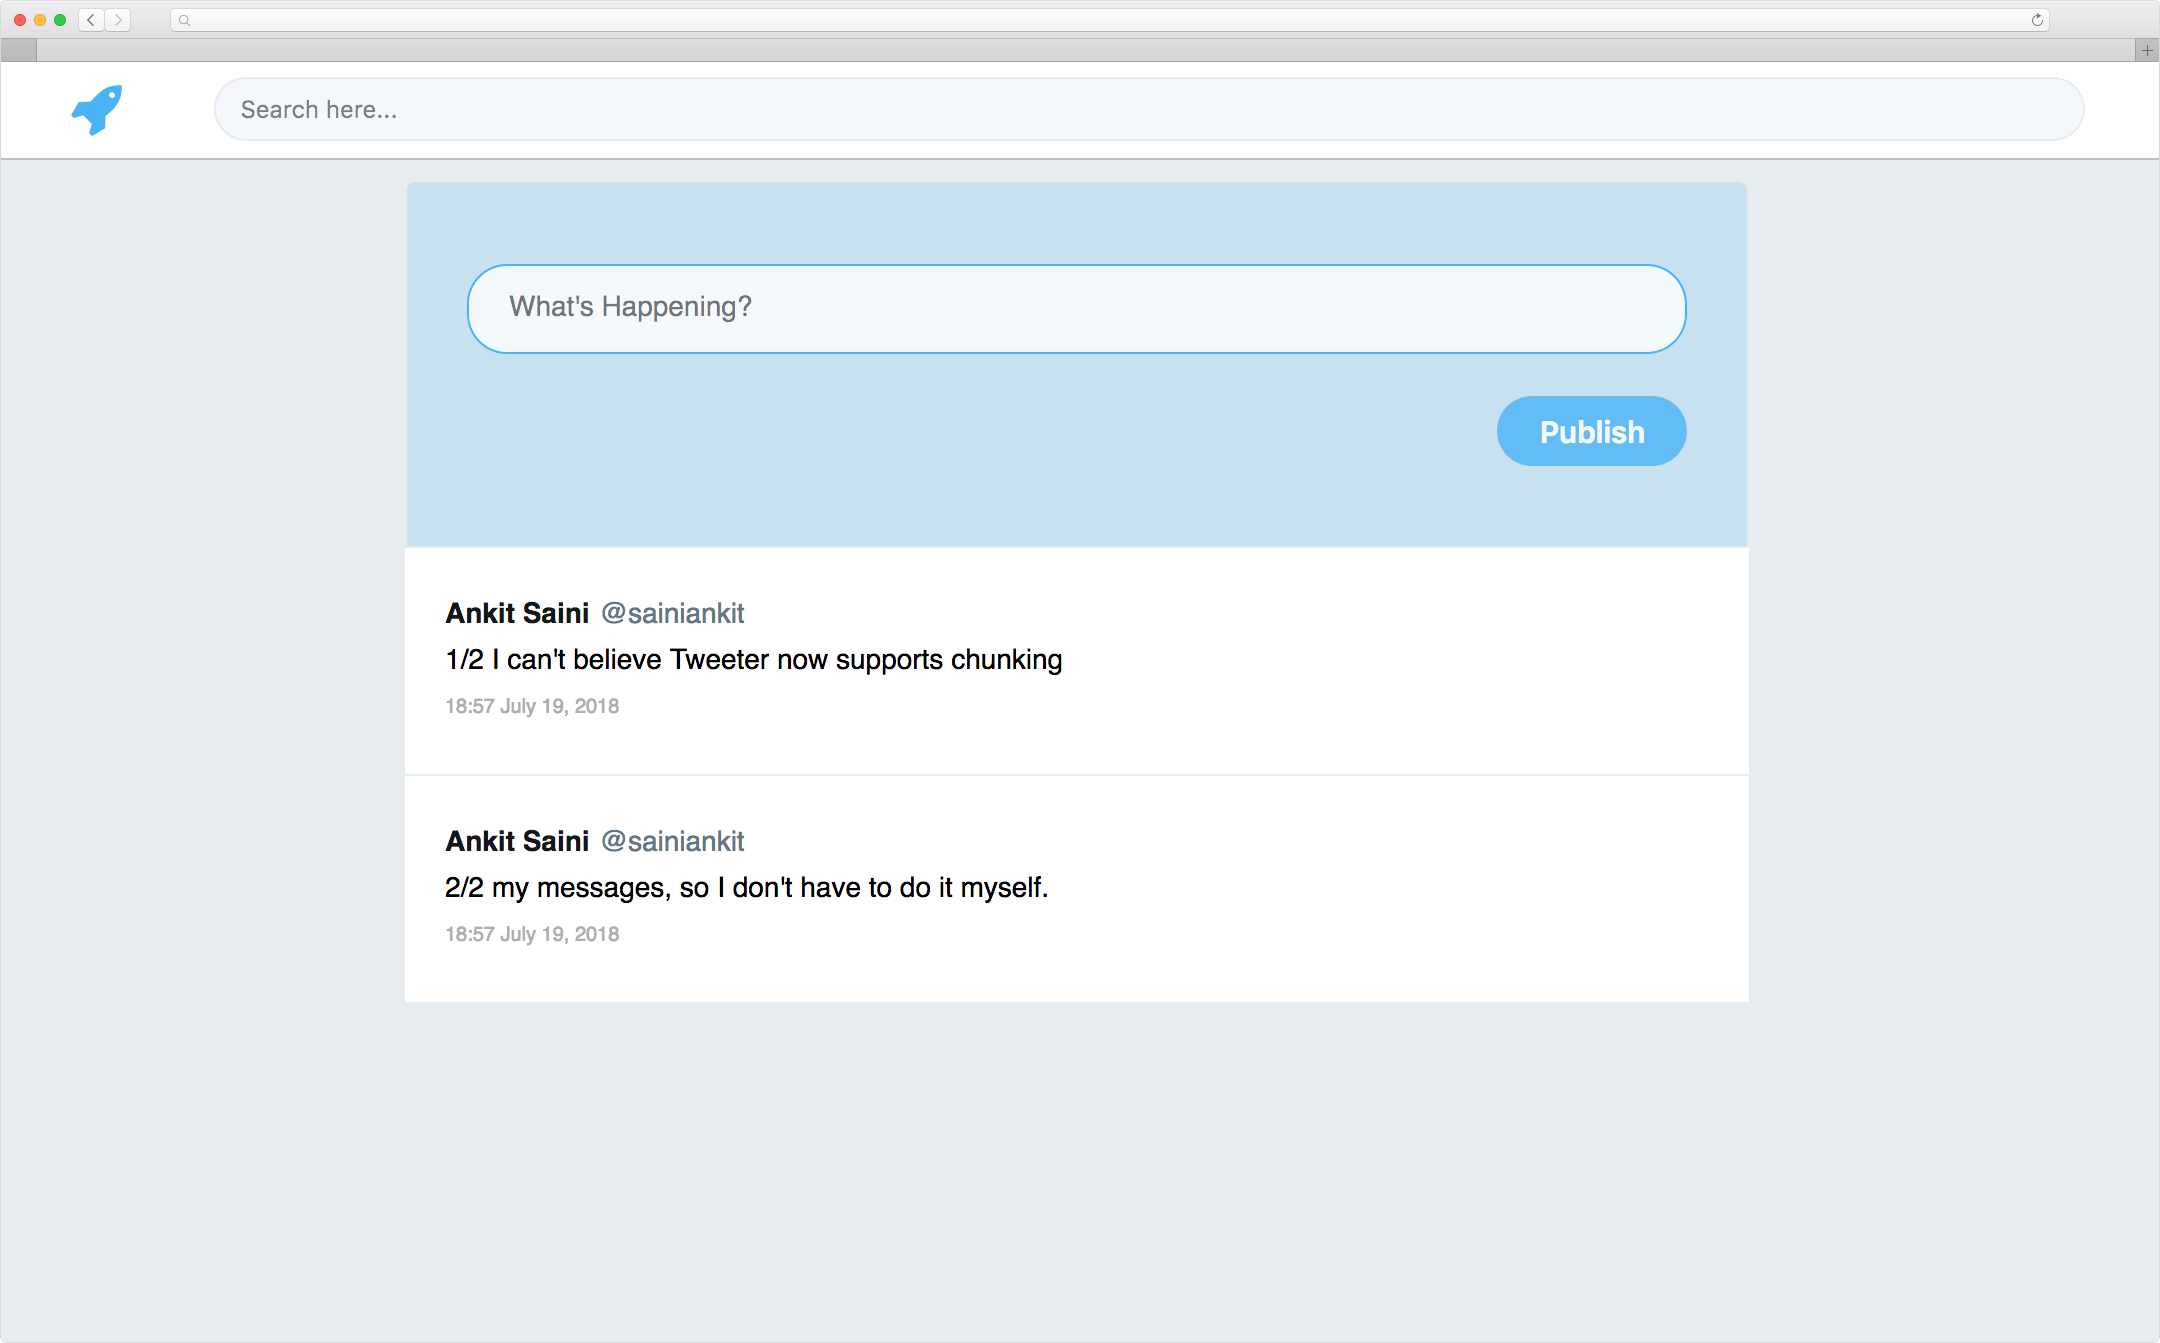 Search here...
What's Happening?
Publish
Ankit Saini @sainiankit
1/2 I can't believe Tweeter now supports chunking
18:57 July 19, 2018
Ankit Saini @sainiankit
2/2 my messages, so I don't have to do it myself.
18:57 July 19, 2018